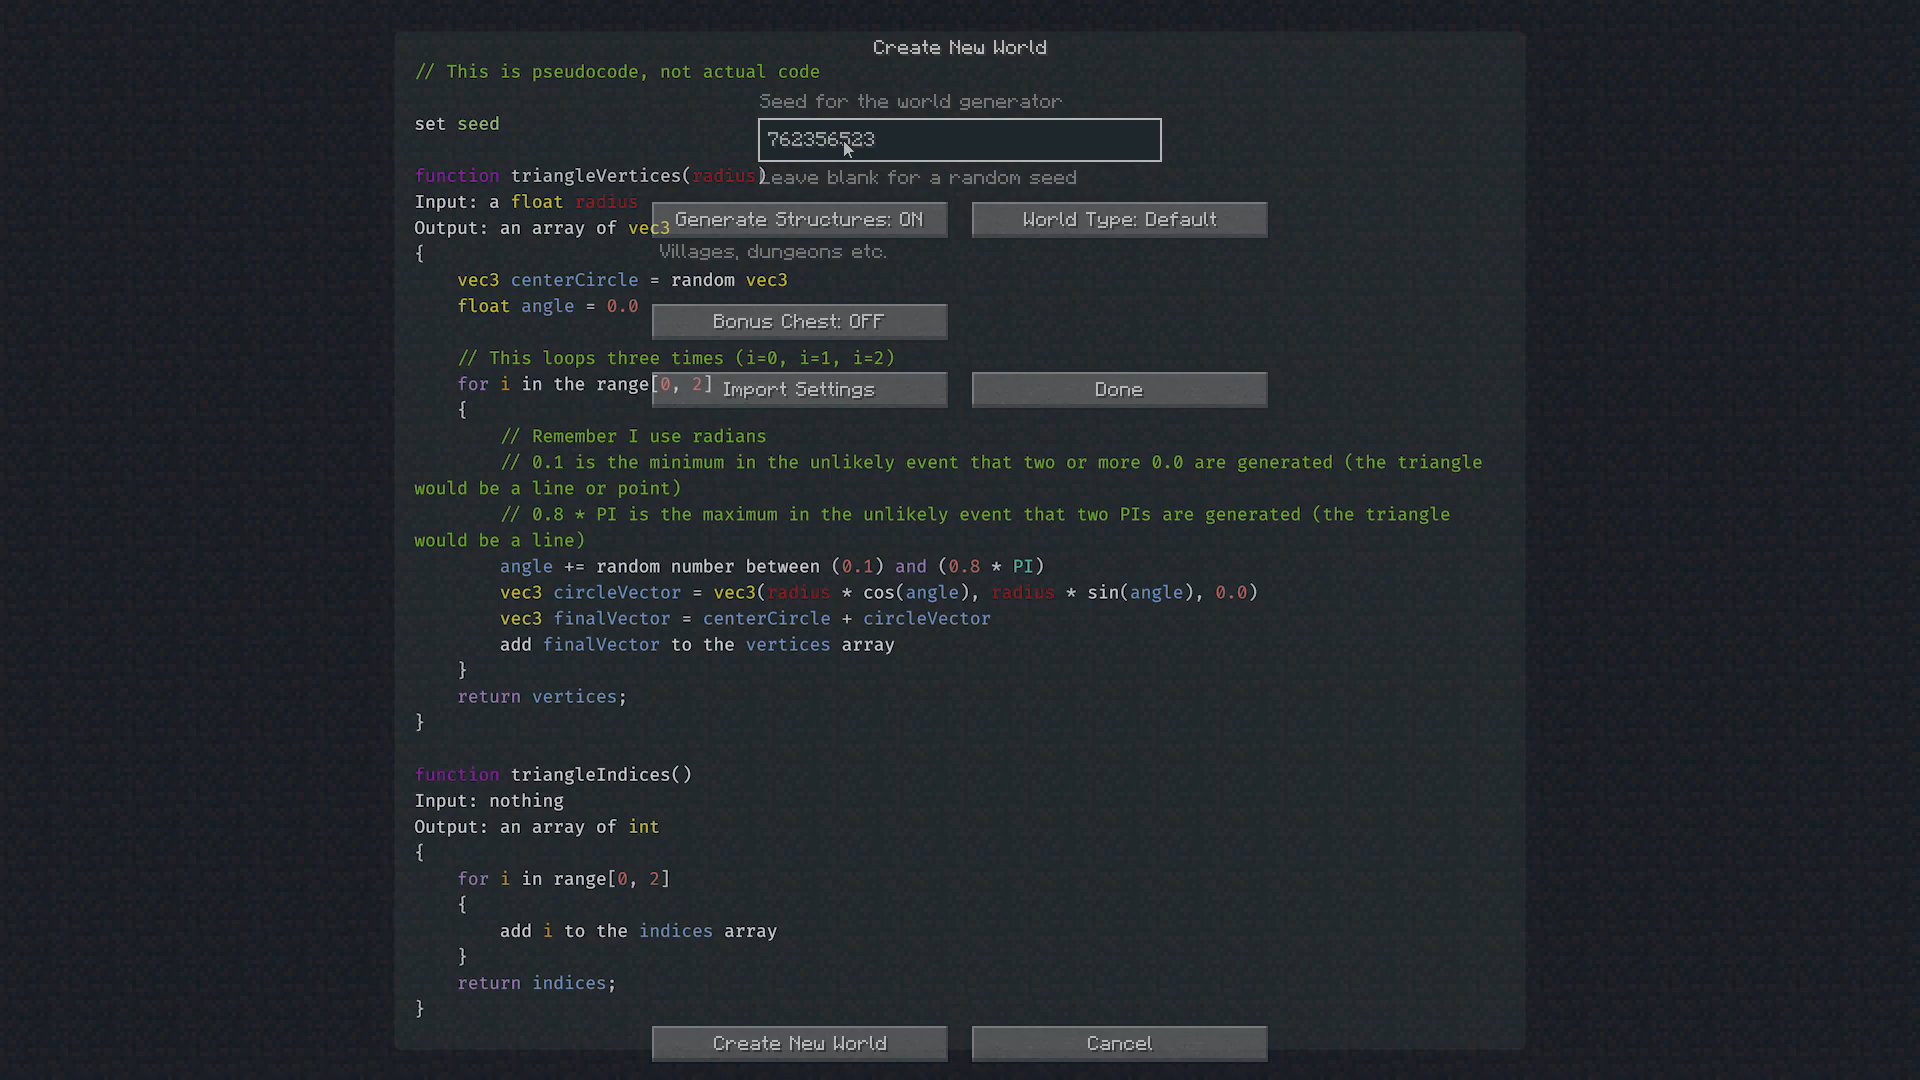 Create New World
// This is pseudocode, not actual code
Seed for the world generator
set seed
762356523
function triangleVertices(radius)
Leave blank for a random seed
Input: a float radius
Generate Structures: ON
World Type: Default
Output: an array of vec3
{
Villages, dungeons etc.
vec3 centerCircle = random vec3
float angle = 0.0
Bonus Chest: OFF
// This loops three times (i=0, i=1, i=2)
for i in the range[0, 2]
Import Settings
Done
{
// Remember I use radians
// 0.1 is the minimum in the unlikely event that two or more 0.0 are generated (the triangle
would be a line or point)
// 0.8 * PI is the maximum in the unlikely event that two PIs are generated (the triangle
would be a line)
angle += random number between (0.1) and (0.8 * PI)
vec3 circleVector = vec3(radius * cos(angle), radius * sin(angle), 0.0)
vec3 finalVector = centerCircle + circleVector
add finalVector to the vertices array
}
return vertices;
}
function triangleIndices()
Input: nothing
Output: an array of int
{
for i in range[0, 2]
{
add i to the indices array
}
return indices;
}
Create New World
Cancel